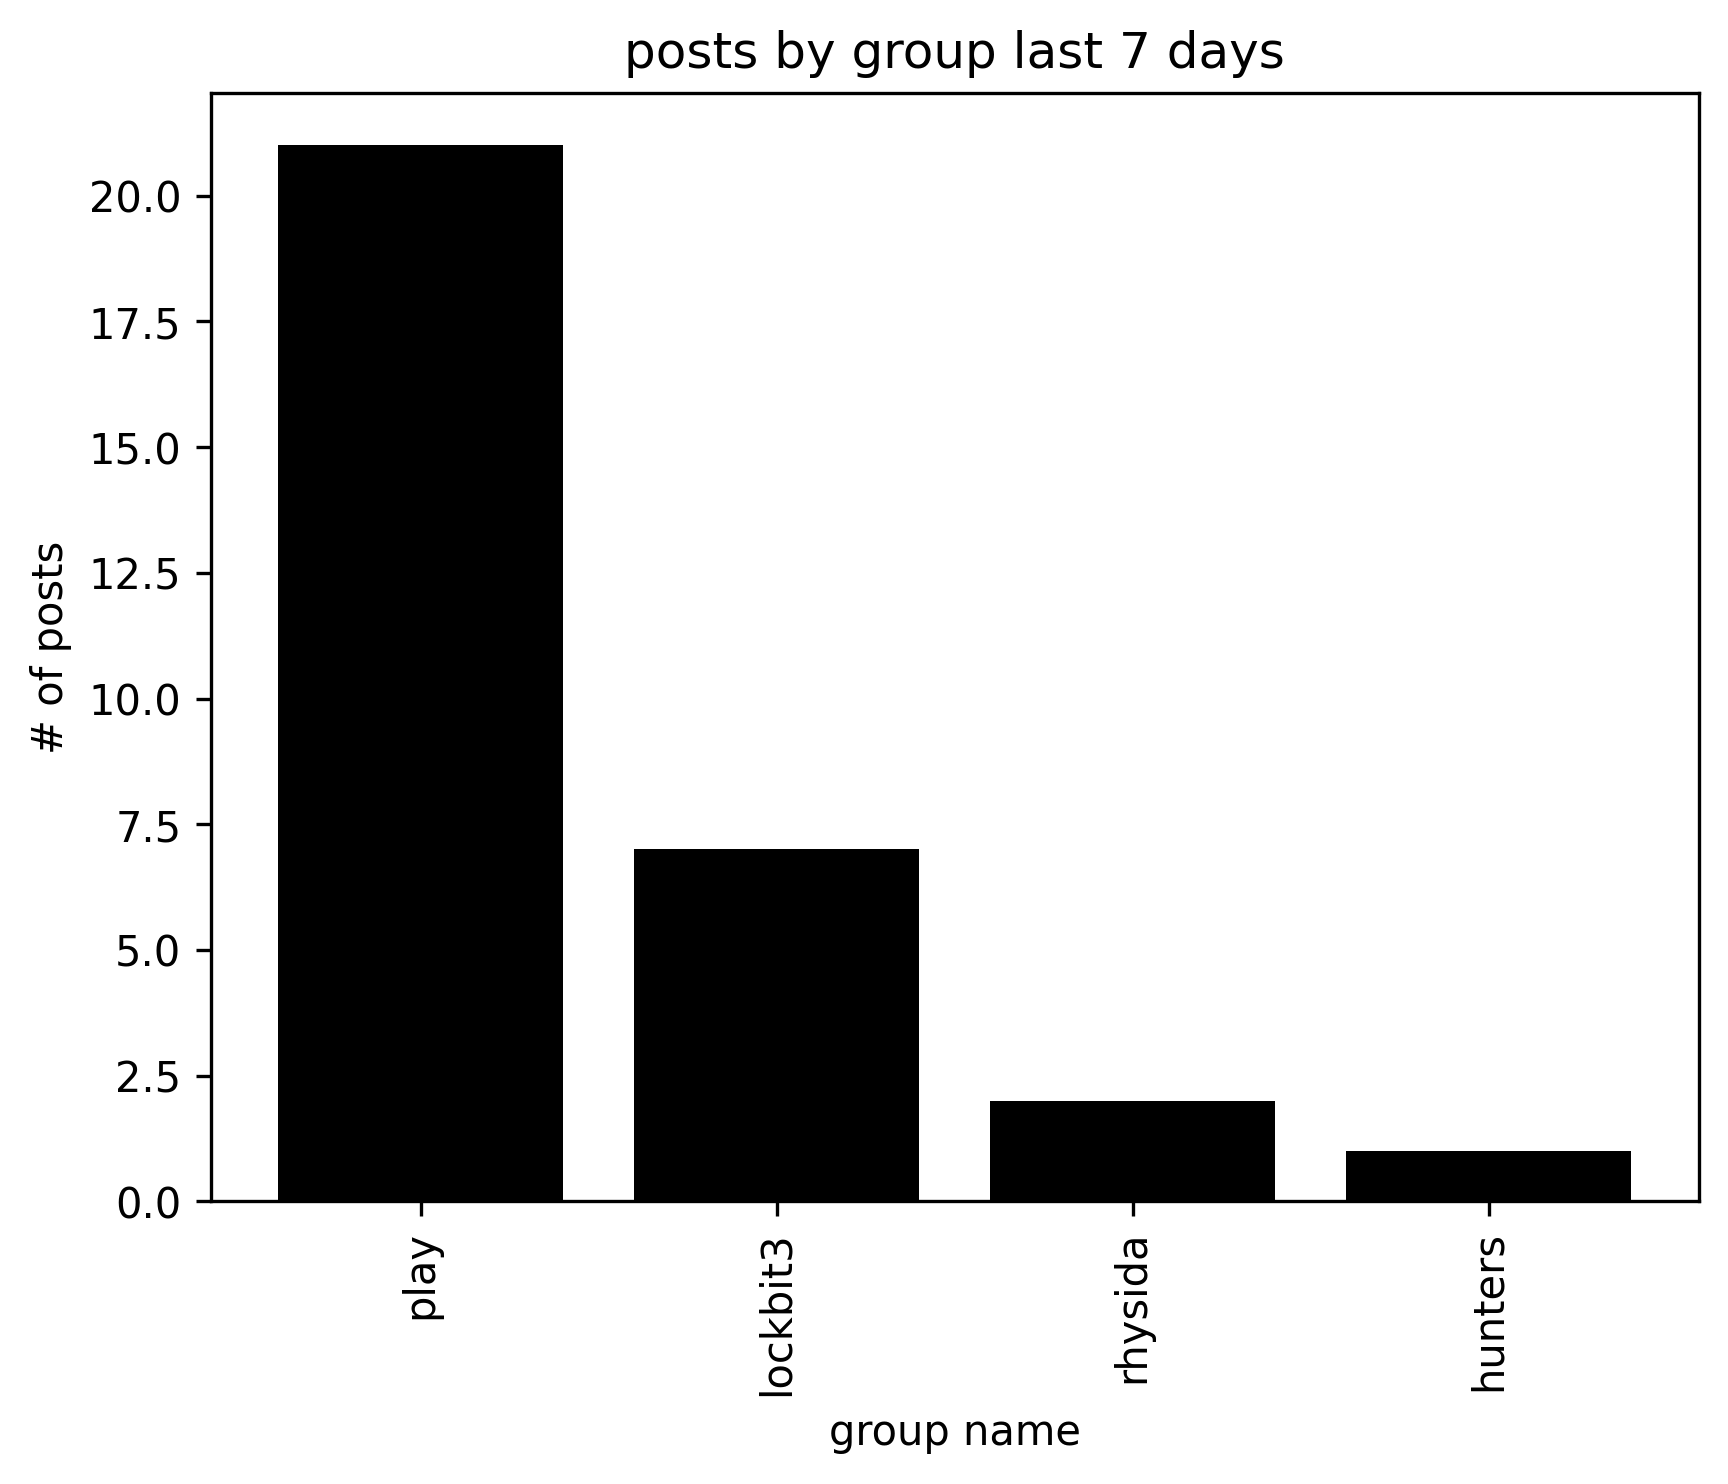 posts by group last 7 days
# of posts
20.0
17.5
15.0
12.5
10.0
7.5
5.0
2.5
0.0
play
lockbit3
rhysida
hunters
group name